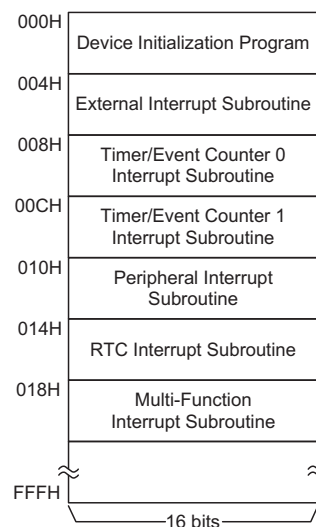 000H
Device Initialization Program
004H
External Interrupt Subroutine
008H
Timer/Event Counter 0
Interrupt Subroutine
00CH
Timer/Event Counter 1
Interrupt Subroutine
010H
Peripheral Interrupt
Subroutine
014H
RTC Interrupt Subroutine
018H
Multi-Function
Interrupt Subroutine
FFFH
16 bits